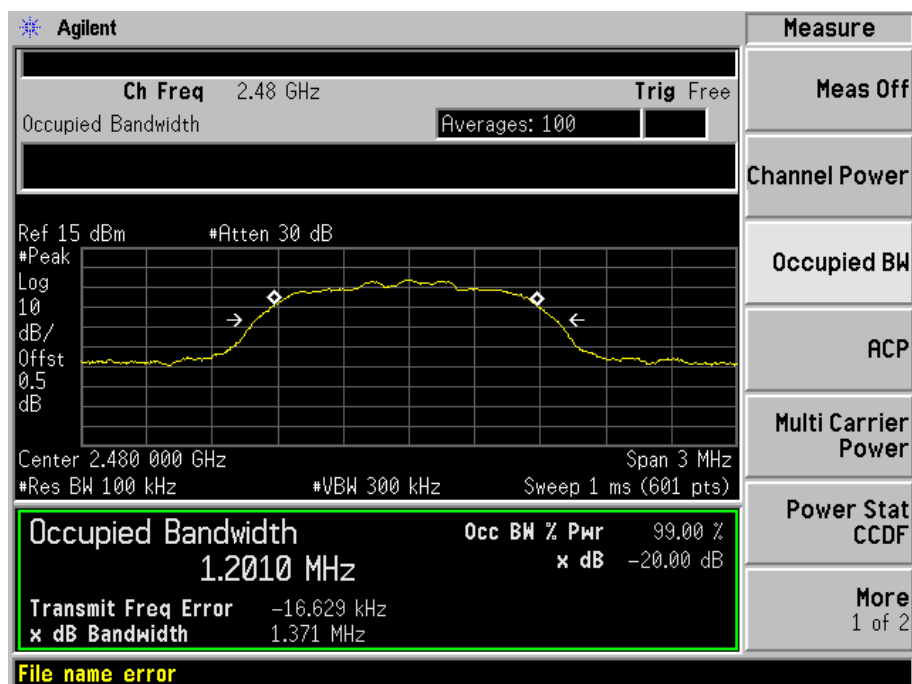 Agilent
Measure
Ch Freq 2.48 GHz Trig Free
Occupied Bandwidth Averages: 100
Meas Off
Channel Power
Occupied BW
ACP
Multi Carrier
Power
Power Stat
CCDF
More
1 of 2
Ref 15 dBm #Atten 30 dB
#Peak
Log
10
dB/
Offst
0.5
dB
Center 2.480 000 GHz Span 3 MHz
#Res BW 100 kHz #VBW 300 kHz Sweep 1 ms (601 pts)
Occupied Bandwidth Occ BW % Pwr 99.00 %
1.2010 MHz x dB -20.00 dB
Transmit Freq Error -16.629 kHz
x dB Bandwidth 1.371 MHz
File name error